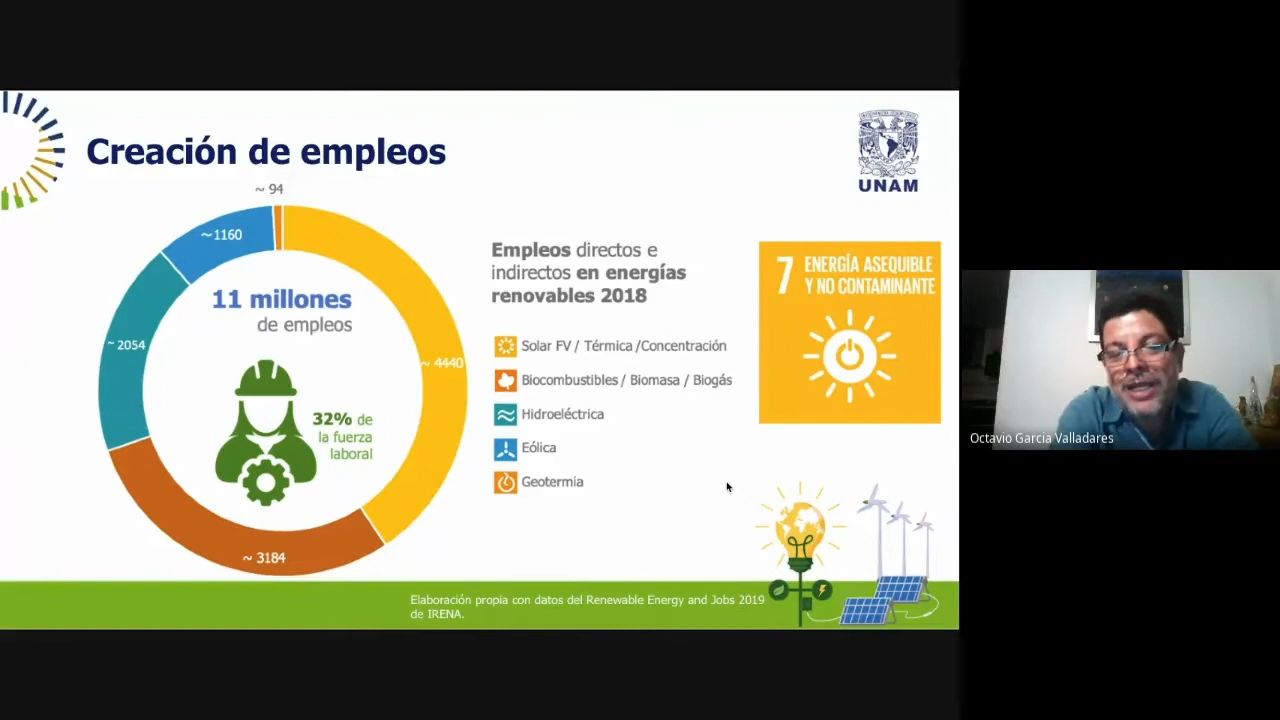 Creación de empleos
UNAM
~ 94
~1160
~ 2054
~ 4440
~ 3184
11 millones
de empleos
32% de
la fuerza
laboral
Empleos directos e
indirectos en energías
renovables 2018
Solar FV / Térmica /Concentración
Biocombustibles / Biomasa / Biogás
Hidroeléctrica
Eólica
Geotermia
7 ENERGÍA ASEQUIBLE
Y NO CONTAMINANTE
Octavio Garcia Valladares
Elaboración propia con datos del Renewable Energy and Jobs 2019
de IRENA.